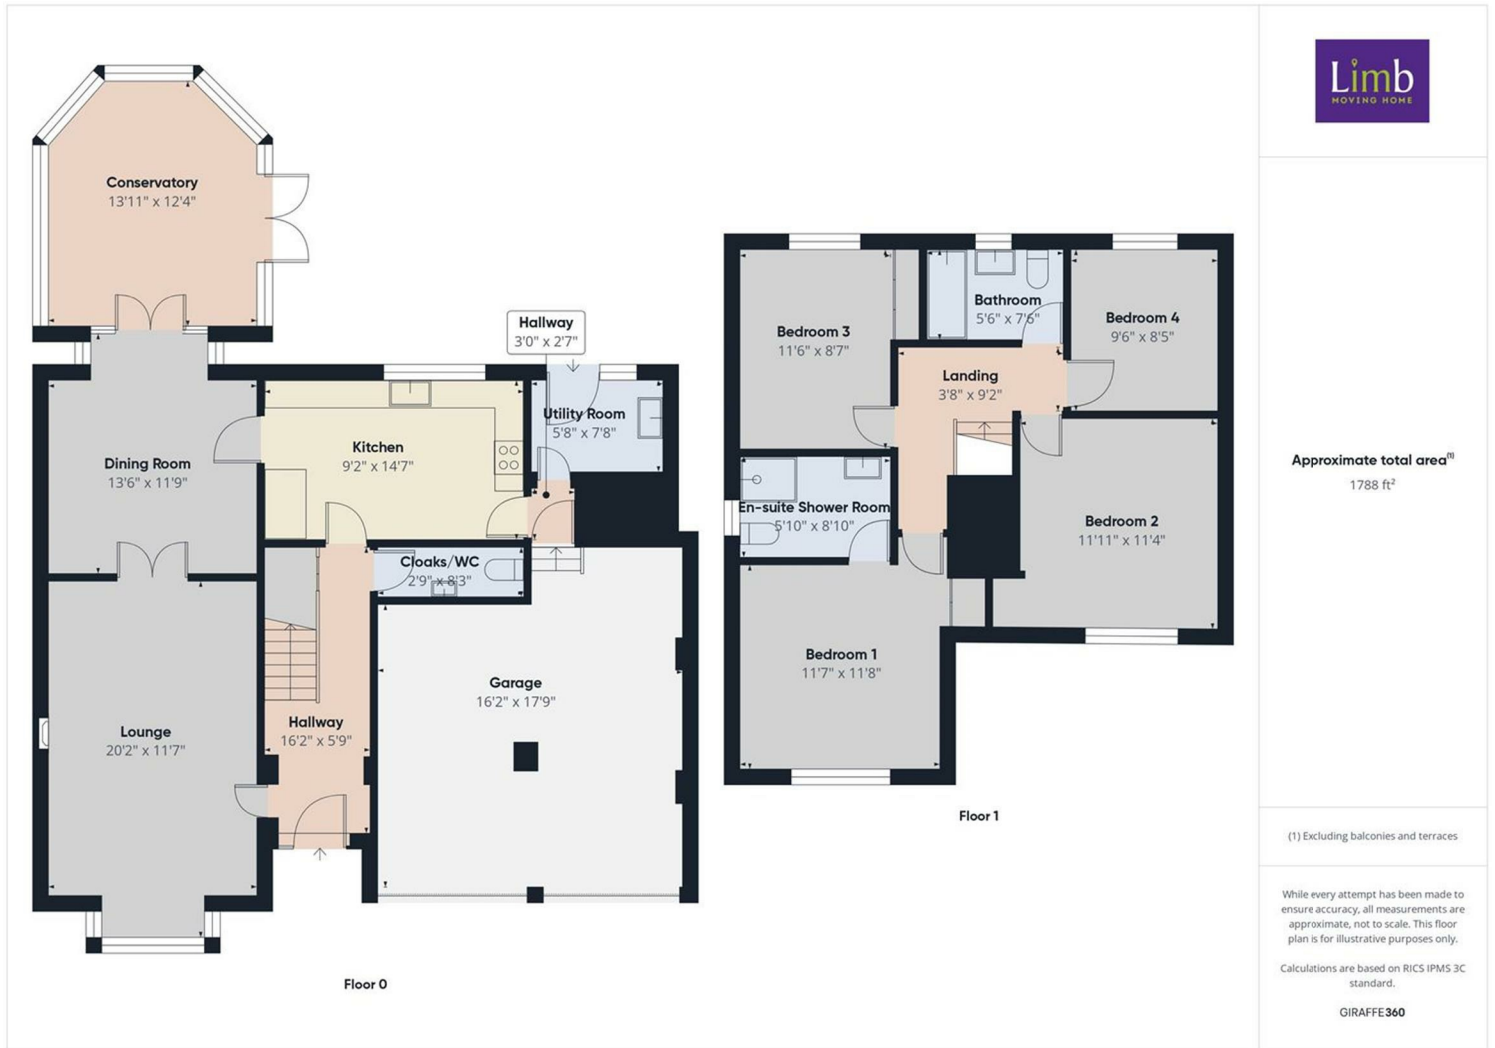 Conservatory
13'11" x 12'4"
Hallway
3'0" x 2'7"
Utility Room
5'8" x 7'8"
Kitchen
9'2" x 14'7"
Dining Room
13'6" x 11'9"
Cloaks/WC
2'9" x 8'3"
Garage
16'2" x 17'9"
Hallway
16'2" x 5'9"
Lounge
20'2" x 11'7"
Floor 0
Bedroom 3
11'6" x 8'7"
Bathroom
5'6" x 7'6"
Bedroom 4
9'6" x 8'5"
Landing
3'8" x 9'2"
En-suite Shower Room
5'10" x 8'10"
Bedroom 2
11'11" x 11'4"
Bedroom 1
11'7" x 11'8"
Floor 1
Limb
MOVING HOME
Approximate total area(1)
1788 ft²
(1) Excluding balconies and terraces
While every attempt has been made to
ensure accuracy, all measurements are
approximate, not to scale. This floor
plan is for illustrative purposes only.
Calculations are based on RICS IPMS 3C
standard.
GIRAFFE360